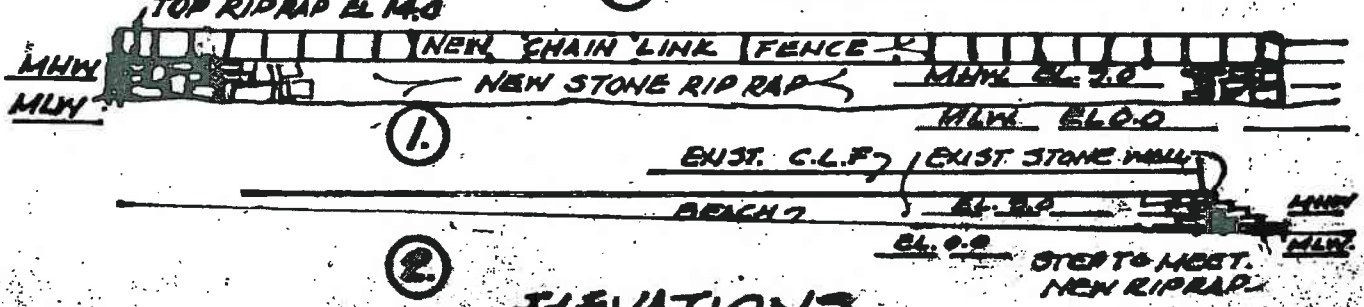 TOP RIPRAP EL 14.0
NEW CHAIN LINK FENCE
MHW
NEW STONE RIP RAP
MHW EL. 9.0
MLW
MLW EL 0.0
1.
EXIST. C.L.F. EXIST STONE WALL
BEACH
MHW
EL. 0.0
MLW.
2.
STEP TO MEET.
NEW RIPRAP
ELEVATIONS